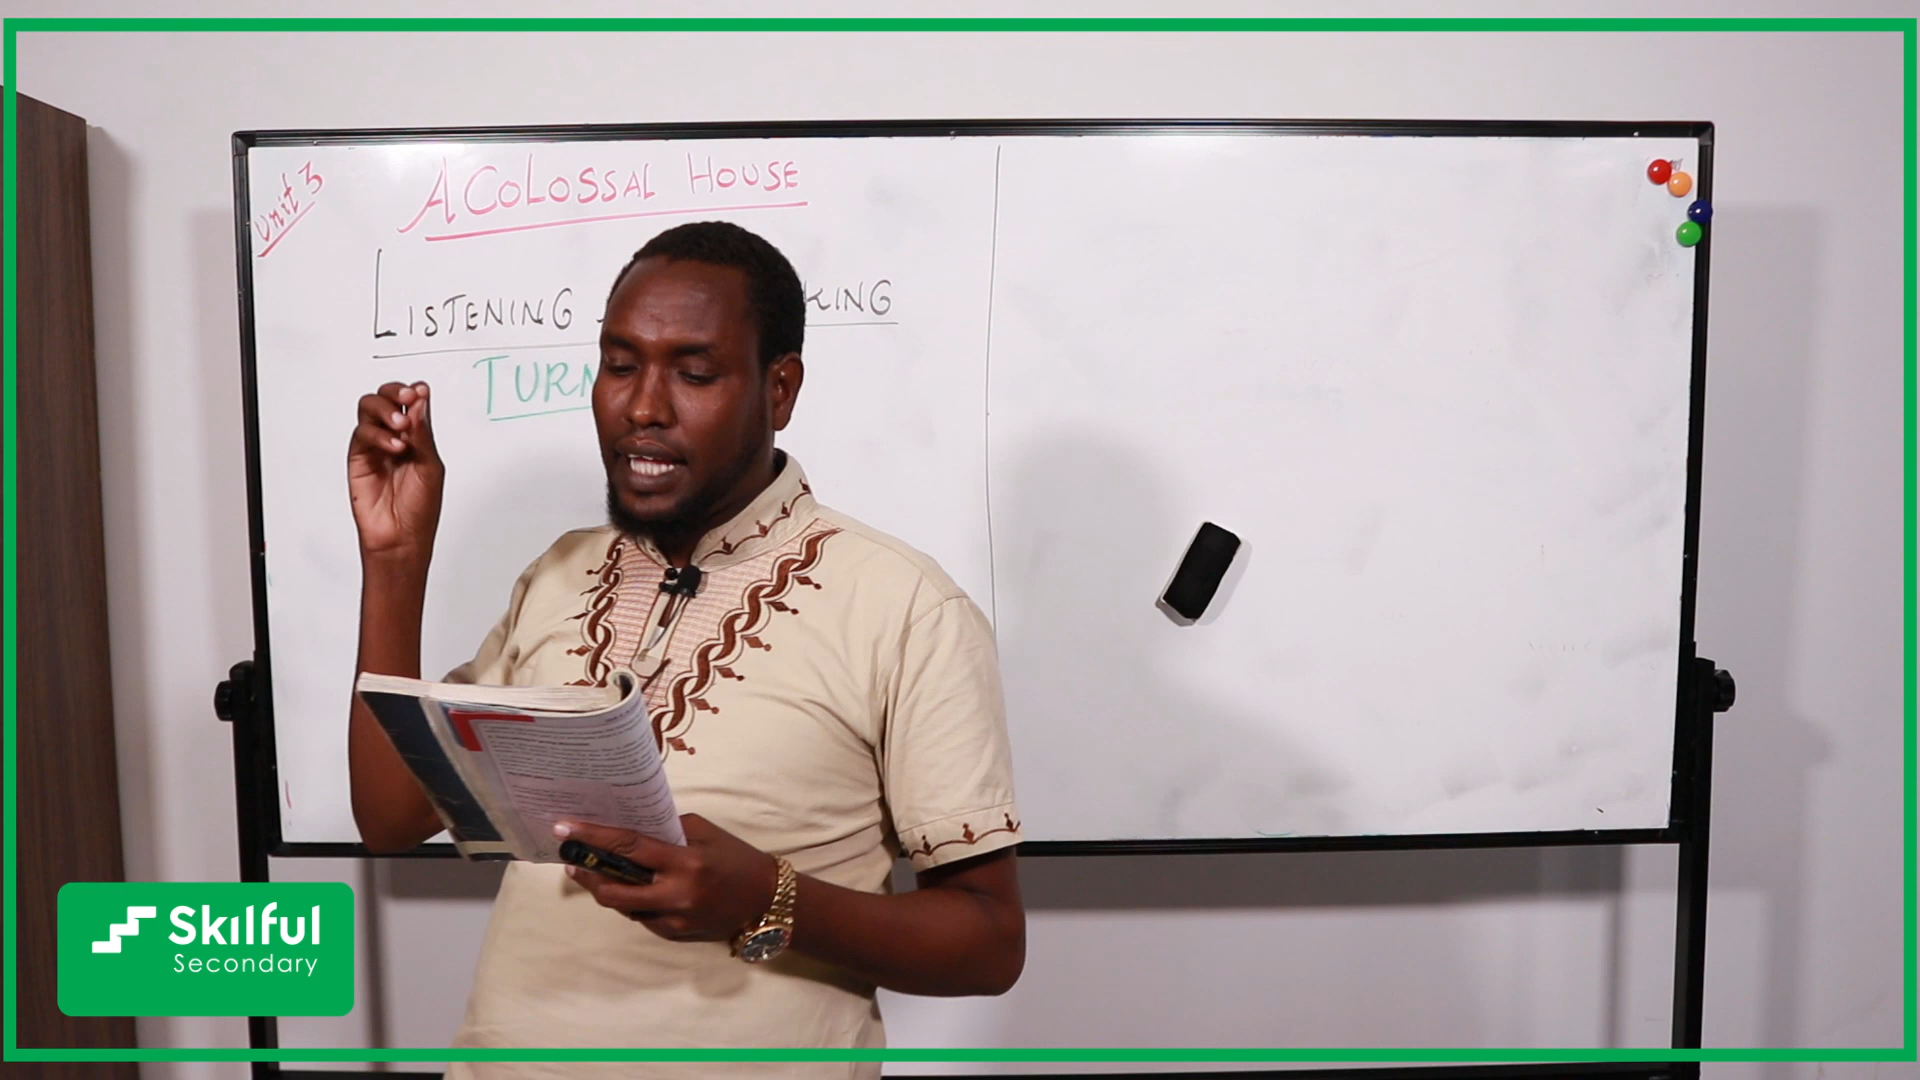 Unit 3
A COLOSSAL HOUSE
LISTENING
KING
TURN
Skilful
Secondary